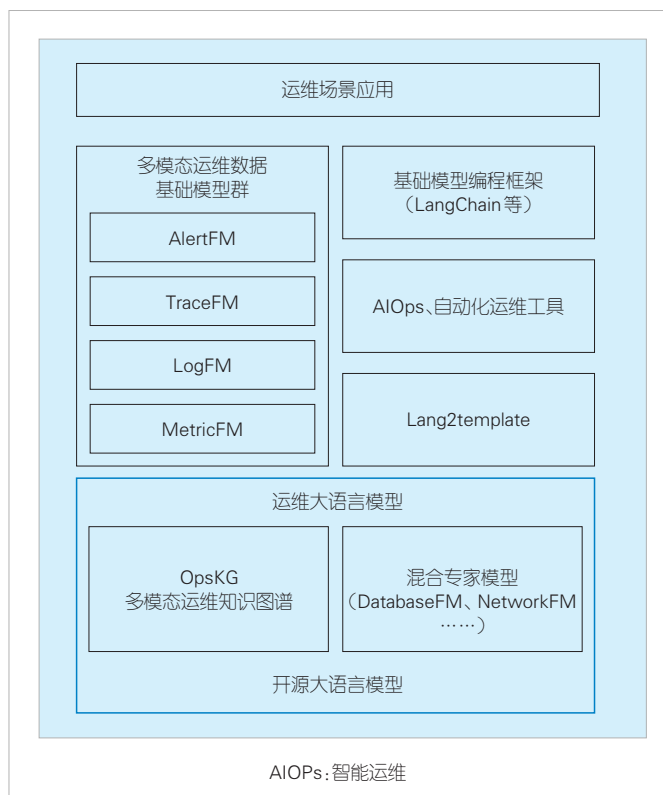 运维场景应用
多模态运维数据
基础模型群
AlertFM
TraceFM
LogFM
MetricFM
基础模型编程框架
（LangChain等）
AIOps、自动化运维工具
Lang2template
运维大语言模型
OpsKG
多模态运维知识图谱
混合专家模型
（DatabaseFM、NetworkFM
……）
开源大语言模型
AIOPs：智能运维